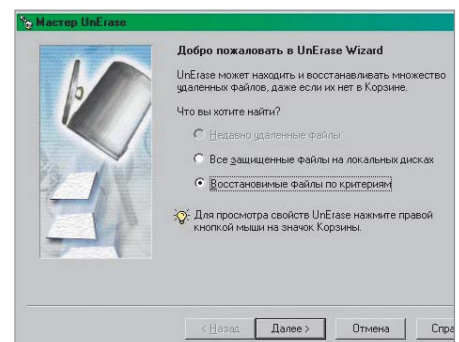 Мастер UnErase
Добро пожаловать в UnErase Wizard
UnErase может находить и восстанавливать множество
удаленных файлов, даже если их нет в Корзине.
Что вы хотите найти?
Недавно удаленные файлы
Все защищенные файлы на локальных дисках
Восстановимые файлы по критериям
Для просмотра свойств UnErase нажмите правой
кнопкой мыши на значок Корзины.
< Назад Далее > Отмена Спра